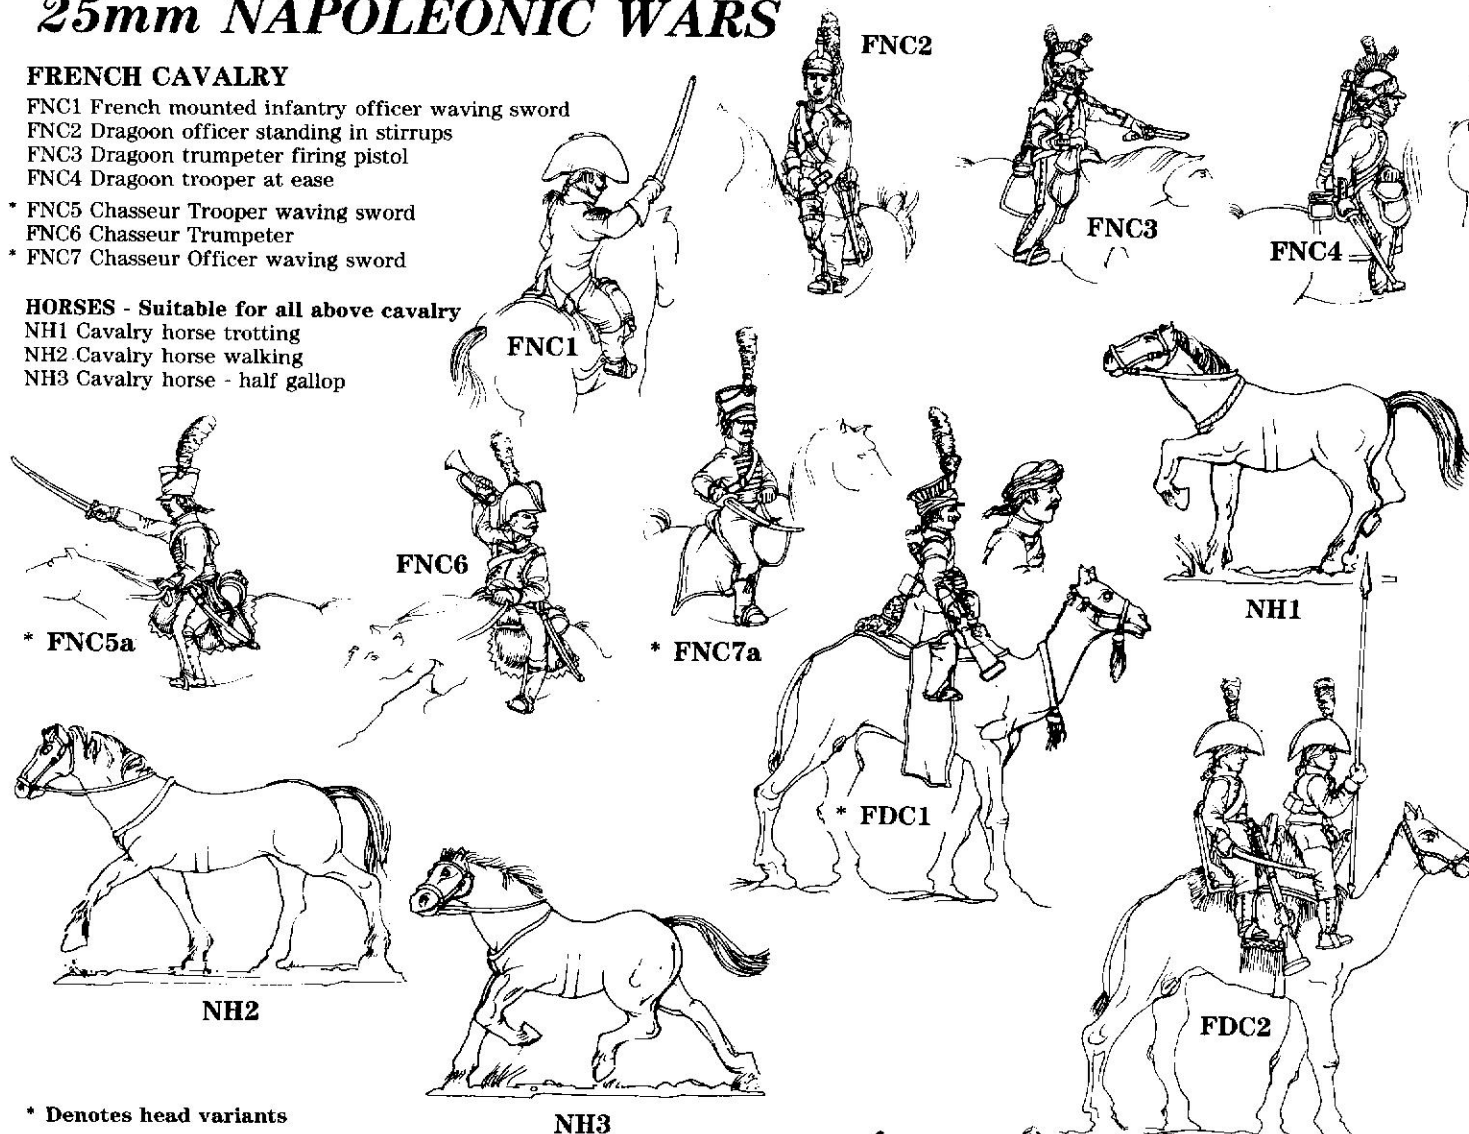 25mm NAPOLEONIC WARS
FRENCH CAVALRY
FNC1 French mounted infantry officer waving sword
FNC2 Dragoon officer standing in stirrups
FNC3 Dragoon trumpeter firing pistol
FNC4 Dragoon trooper at ease
* FNC5 Chasseur Trooper waving sword
FNC6 Chasseur Trumpeter
* FNC7 Chasseur Officer waving sword
HORSES - Suitable for all above cavalry
NH1 Cavalry horse trotting
NH2 Cavalry horse walking
NH3 Cavalry horse - half gallop
FNC2
FNC3
FNC4
FNC1
* FNC5a
FNC6
* FNC7a
NH1
* FDC1
NH2
FDC2
NH3
* Denotes head variants